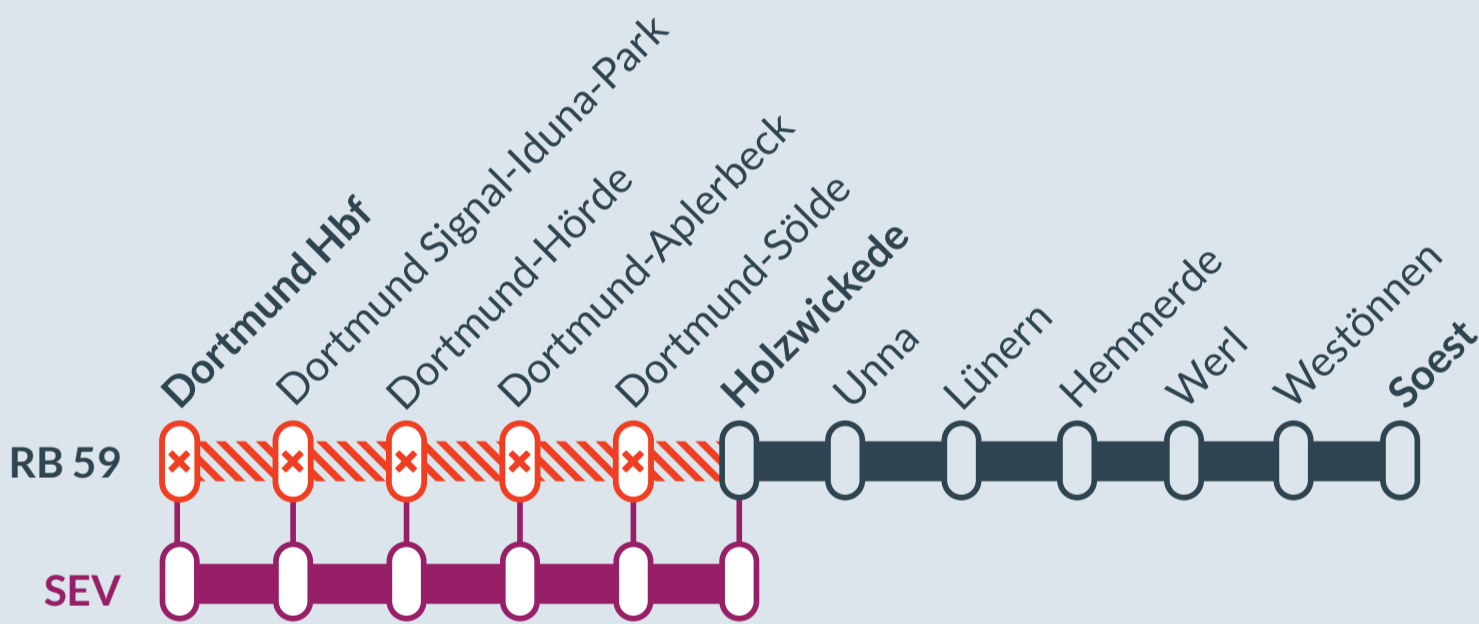 Dortmund Hbf
Dortmund Signal-Iduna-Park
Dortmund-Hörde
Dortmund-Aplerbeck
Dortmund-Sölde
Holzwickede
Unna
Lünern
Hemmerde
Werl
Westönnen
Soest
RB 59
SEV